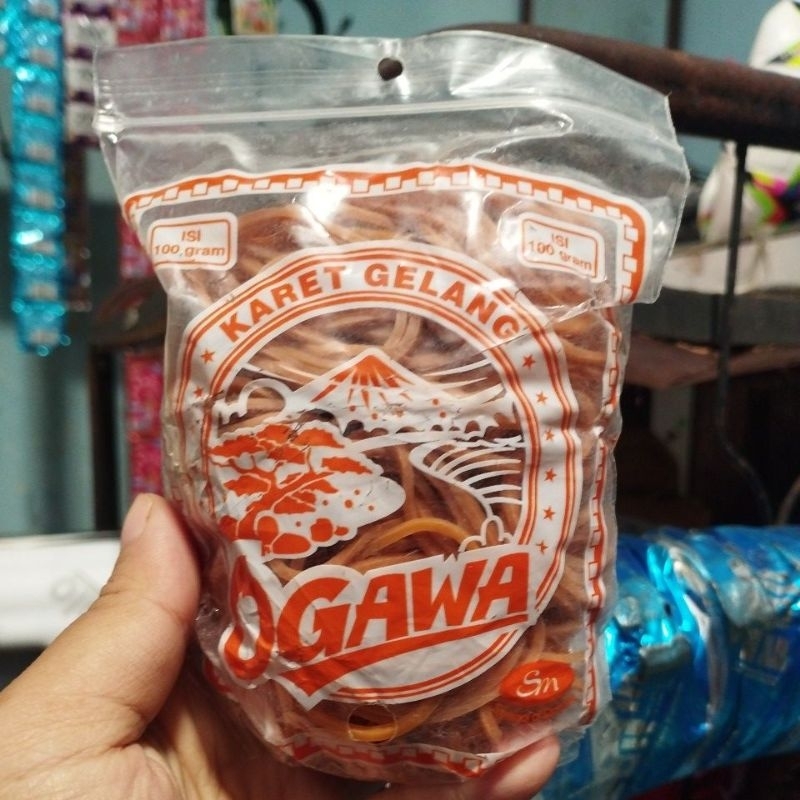 ISI
100 gram
ISI
100 gram
KARET GELANG
OGAWA
Sm